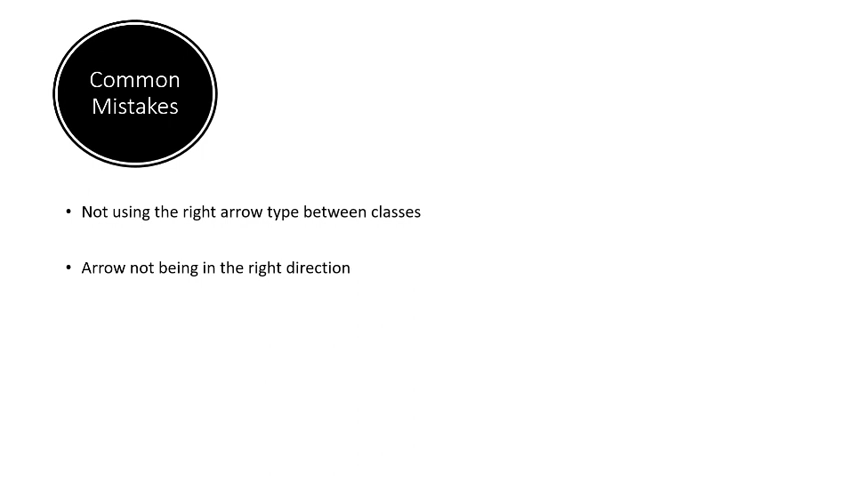 Common
Mistakes
• Not using the right arrow type between classes
• Arrow not being in the right direction